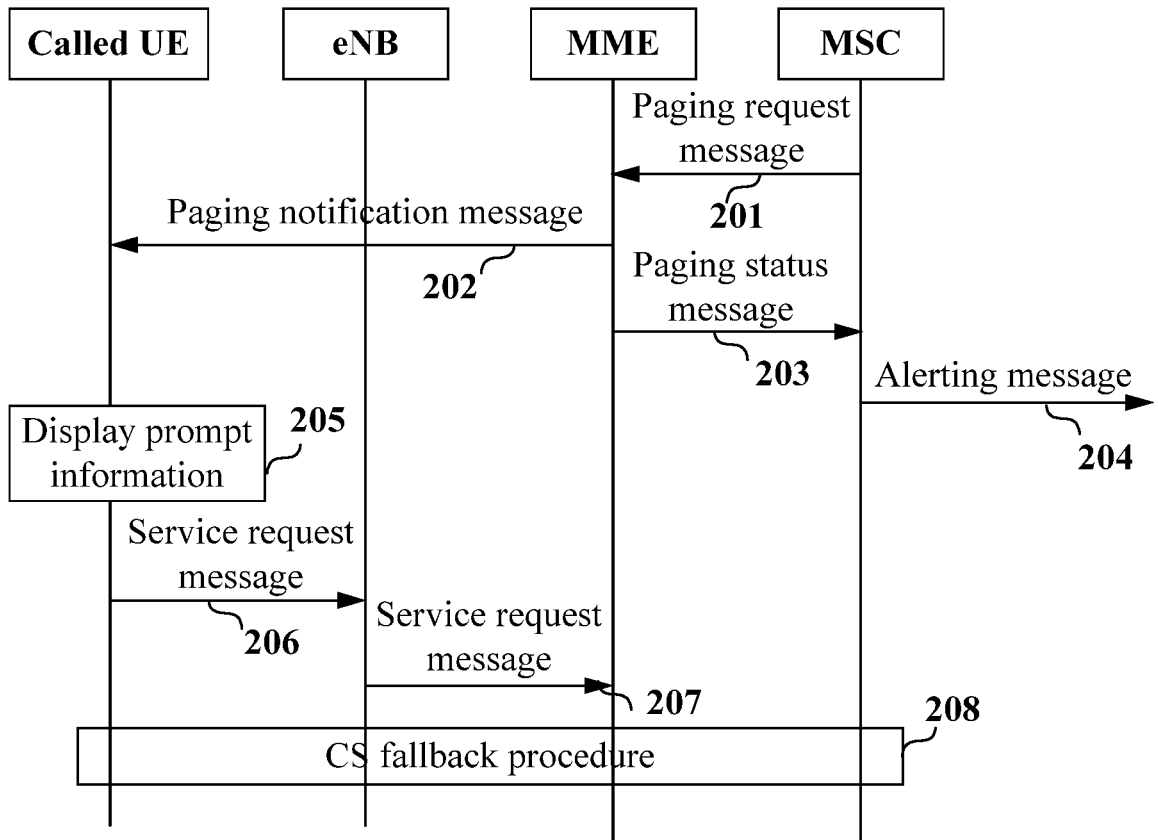 Called UE
eNB
MME
MSC
Paging request
message
201
Paging notification message
202
Paging status
message
203
Alerting message
204
Display prompt
information
205
Service request
message
206
Service request
message
207
208
CS fallback procedure